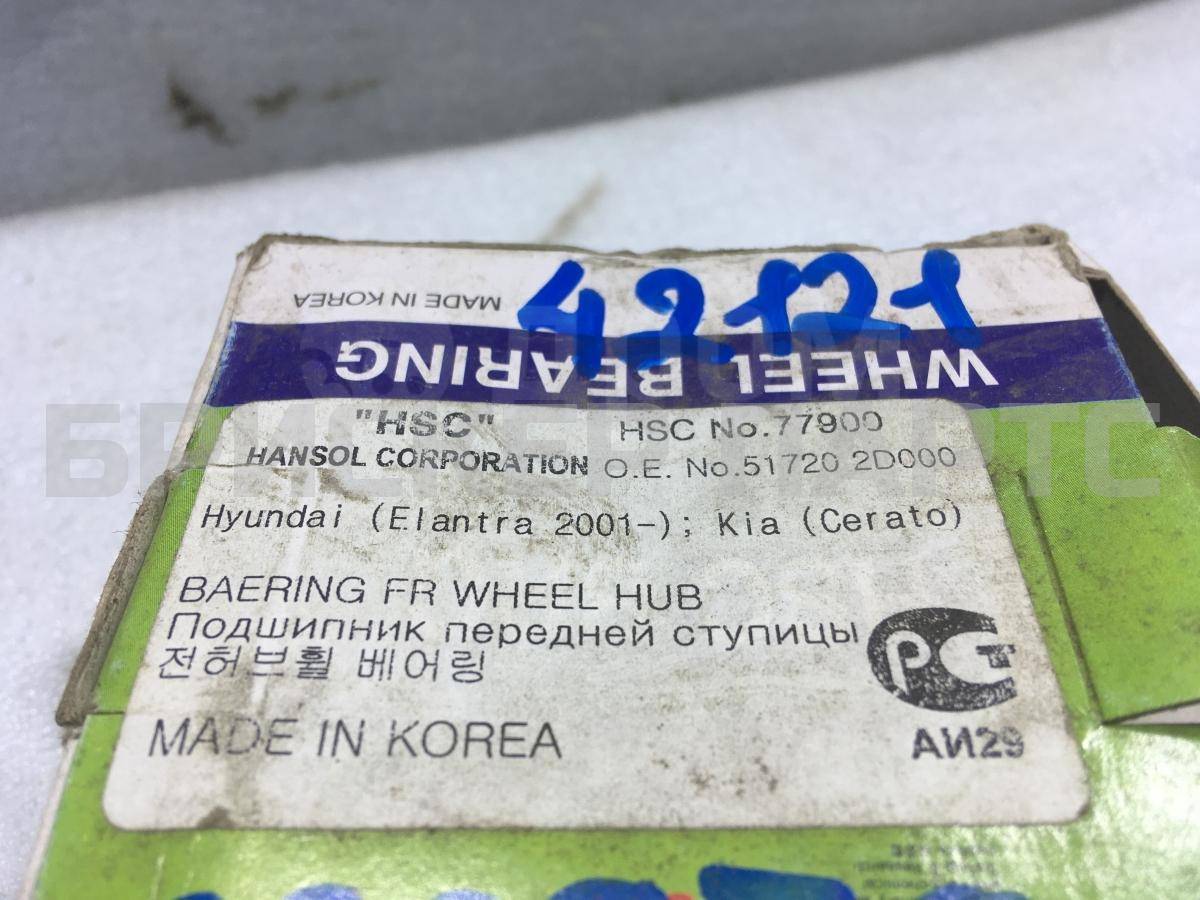 42121
MADE IN KOREA
WHEEL BEARING
"HSC" HSC No.77900
HANSOL CORPORATION O.E. No.51720 2D000
Hyundai (Elantra 2001-); Kia (Cerato)
BAERING FR WHEEL HUB
Подшипник передней ступицы
전허브휠 베어링
РСТ
MADE IN KOREA
АИ29